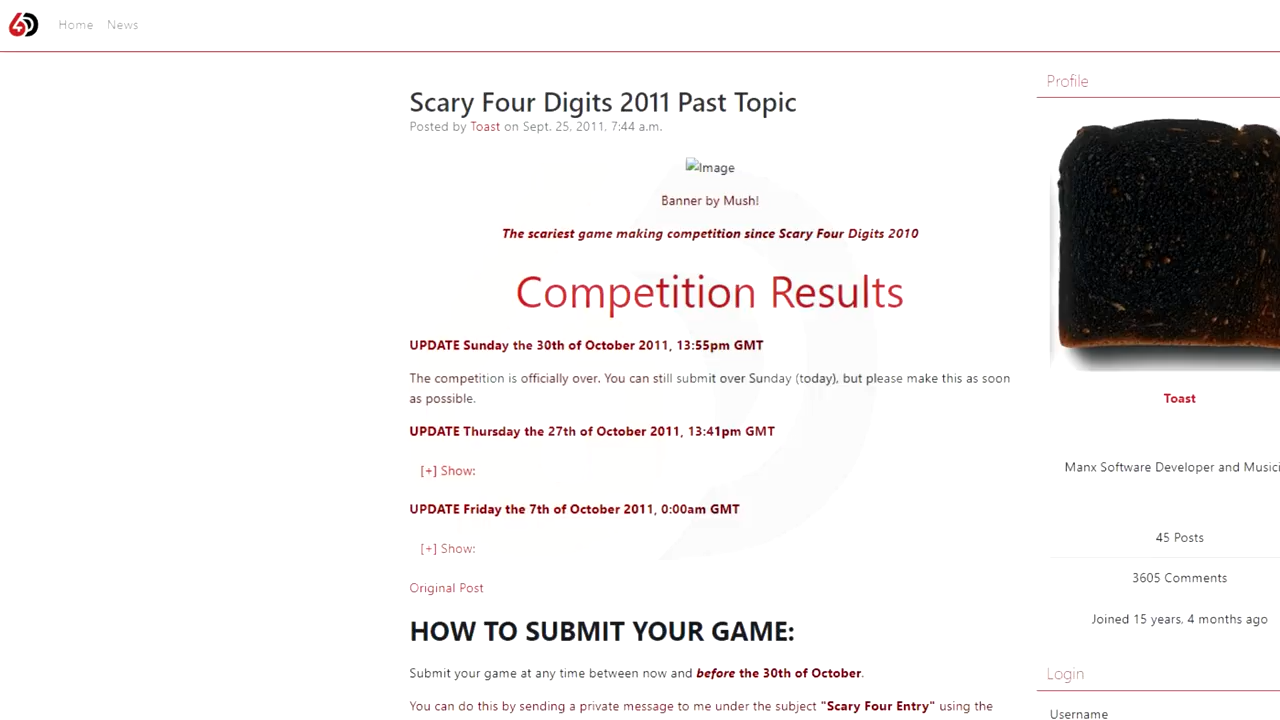 Home News
Profile
Scary Four Digits 2011 Past Topic
Posted by Toast on Sept. 25, 2011, 7:44 a.m.
Image
Banner by Mush!
The scariest game making competition since Scary Four Digits 2010
Competition Results
UPDATE Sunday the 30th of October 2011, 13:55pm GMT
The competition is officially over. You can still submit over Sunday (today), but please make this as soon
as possible.
Toast
UPDATE Thursday the 27th of October 2011, 13:41pm GMT
Manx Software Developer and Musici
[+] Show:
UPDATE Friday the 7th of October 2011, 0:00am GMT
45 Posts
[+] Show:
3605 Comments
Original Post
Joined 15 years, 4 months ago
HOW TO SUBMIT YOUR GAME:
Submit your game at any time between now and before the 30th of October.
Login
You can do this by sending a private message to me under the subject "Scary Four Entry" using the
Username